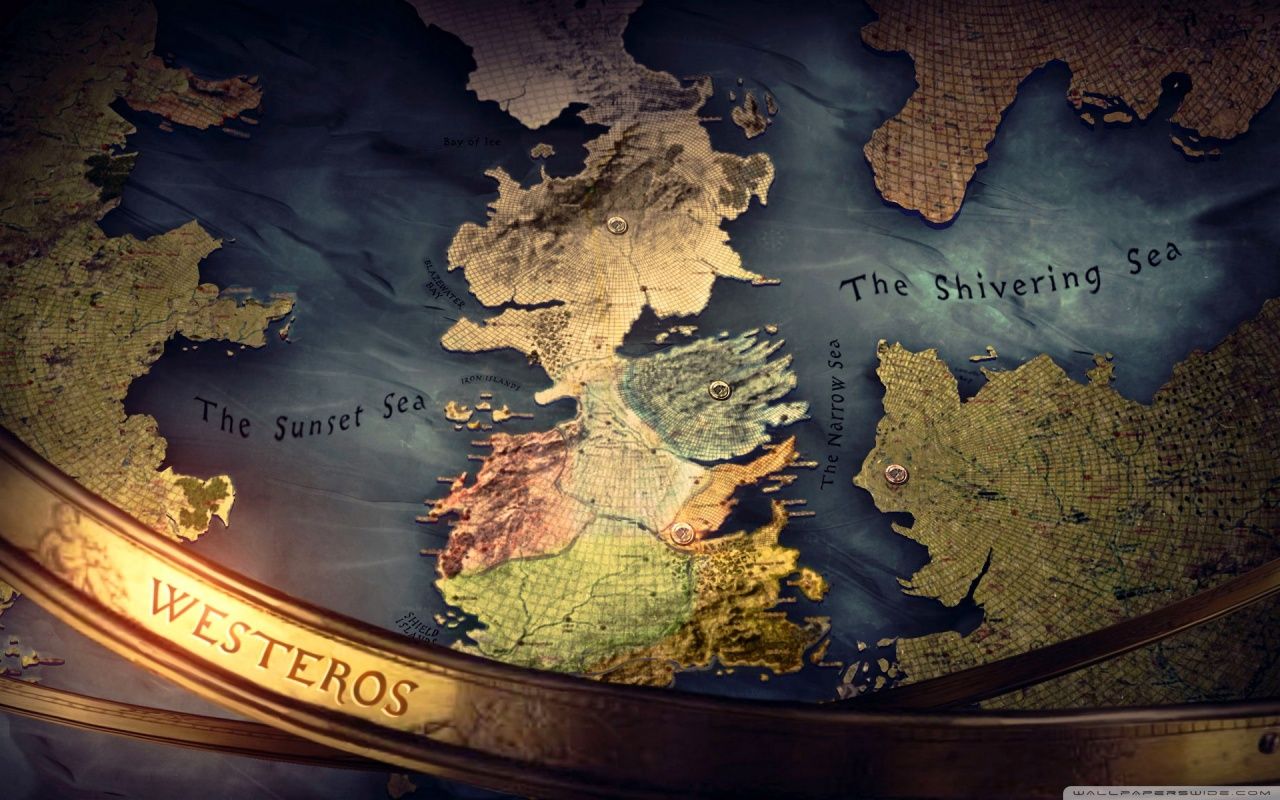 Bay of Ice
BLAZEWATER
BAY
The Shivering Sea
The Narrow Sea
IRON ISLANDS
The Sunset Sea
SHIELD
ISLANDS
WESTEROS
WALLPAPERSWIDE.COM